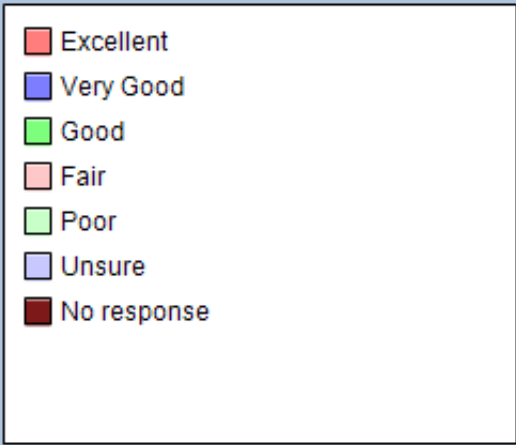 Excellent
Very Good
Good
Fair
Poor
Unsure
No response